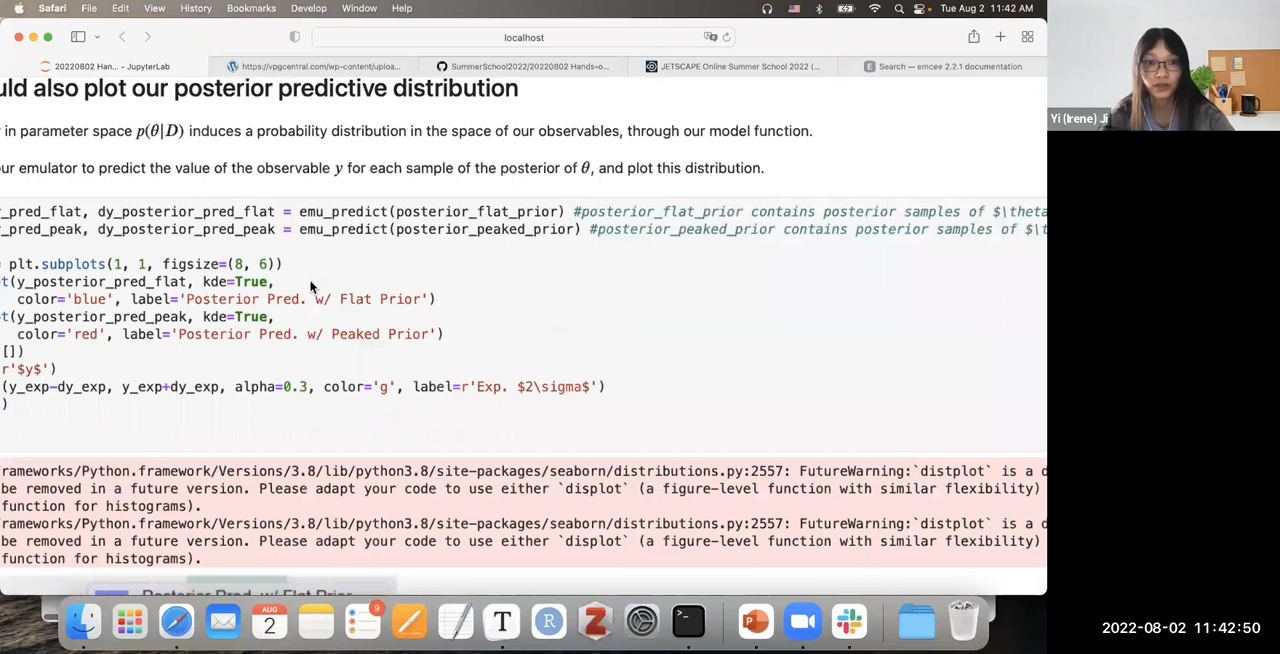 Safari File Edit View History Bookmarks Develop Window Help Tue Aug 2 11:42 AM
localhost
20220802 Han... - JupyterLab https://vpgcentral.com/wp-content/uploa... SummerSchool2022/20220802 Hands-o... JETSCAPE Online Summer School 2022 (... Search — emcee 2.2.1 documentation
uld also plot our posterior predictive distribution
r in parameter space p(θ|D) induces a probability distribution in the space of our observables, through our model function.
ur emulator to predict the value of the observable y for each sample of the posterior of θ, and plot this distribution.
_pred_flat, dy_posterior_pred_flat = emu_predict(posterior_flat_prior) #posterior_flat_prior contains posterior samples of $\theta
_pred_peak, dy_posterior_pred_peak = emu_predict(posterior_peaked_prior) #posterior_peaked_prior contains posterior samples of $\t
= plt.subplots(1, 1, figsize=(8, 6))
t(y_posterior_pred_flat, kde=True,
color='blue', label='Posterior Pred. w/ Flat Prior')
t(y_posterior_pred_peak, kde=True,
color='red', label='Posterior Pred. w/ Peaked Prior')
[])
r'$y$')
(y_exp-dy_exp, y_exp+dy_exp, alpha=0.3, color='g', label=r'Exp. $2\sigma$')
)
rameworks/Python.framework/Versions/3.8/lib/python3.8/site-packages/seaborn/distributions.py:2557: FutureWarning:`distplot` is a d
be removed in a future version. Please adapt your code to use either `displot` (a figure-level function with similar flexibility)
function for histograms).
rameworks/Python.framework/Versions/3.8/lib/python3.8/site-packages/seaborn/distributions.py:2557: FutureWarning:`distplot` is a d
be removed in a future version. Please adapt your code to use either `displot` (a figure-level function with similar flexibility)
function for histograms).
Posterior Pred. w/ Flat Prior
AUG
2
9
T
R
Z
>_
P
Yi (Irene) Ji
2022-08-02 11:42:50